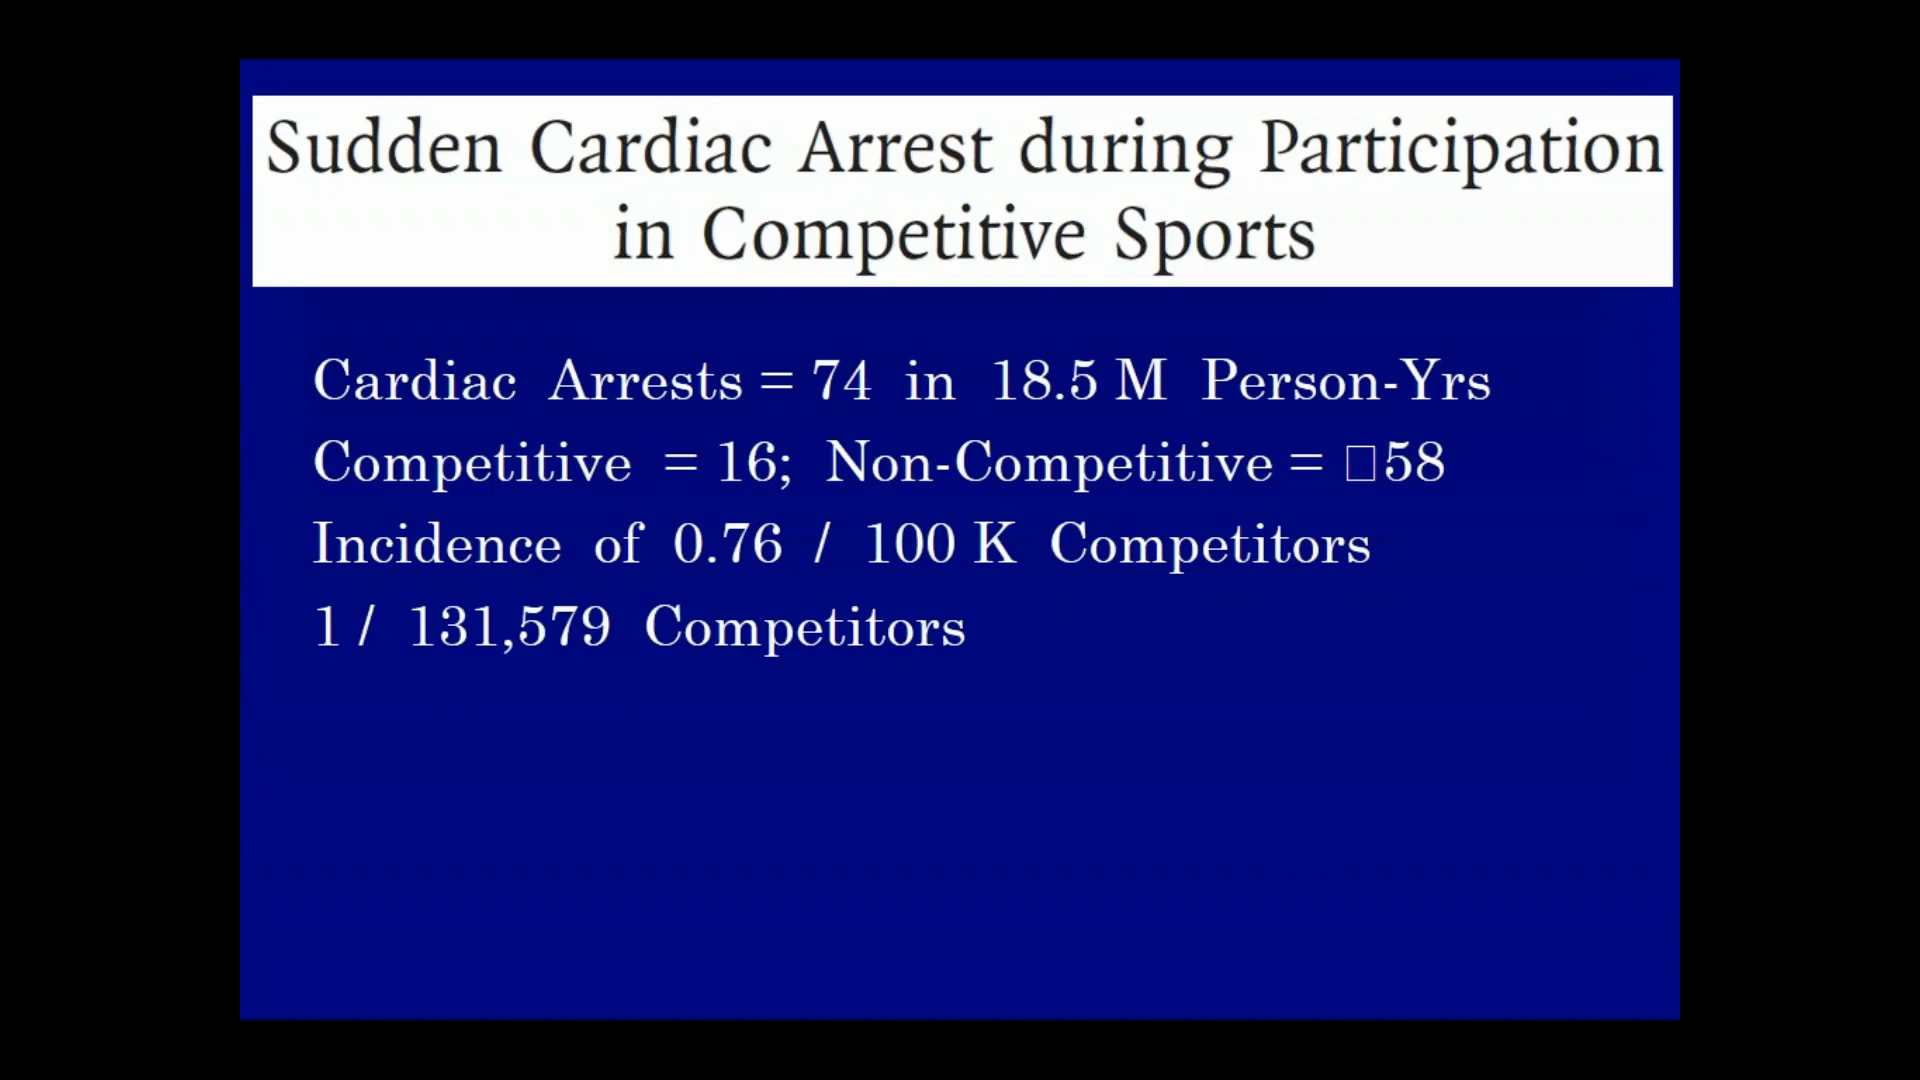 Sudden Cardiac Arrest during Participation
in Competitive Sports
Cardiac Arrests = 74 in 18.5 M Person-Yrs
Competitive = 16; Non-Competitive = □58
Incidence of 0.76 / 100 K Competitors
1 / 131,579 Competitors